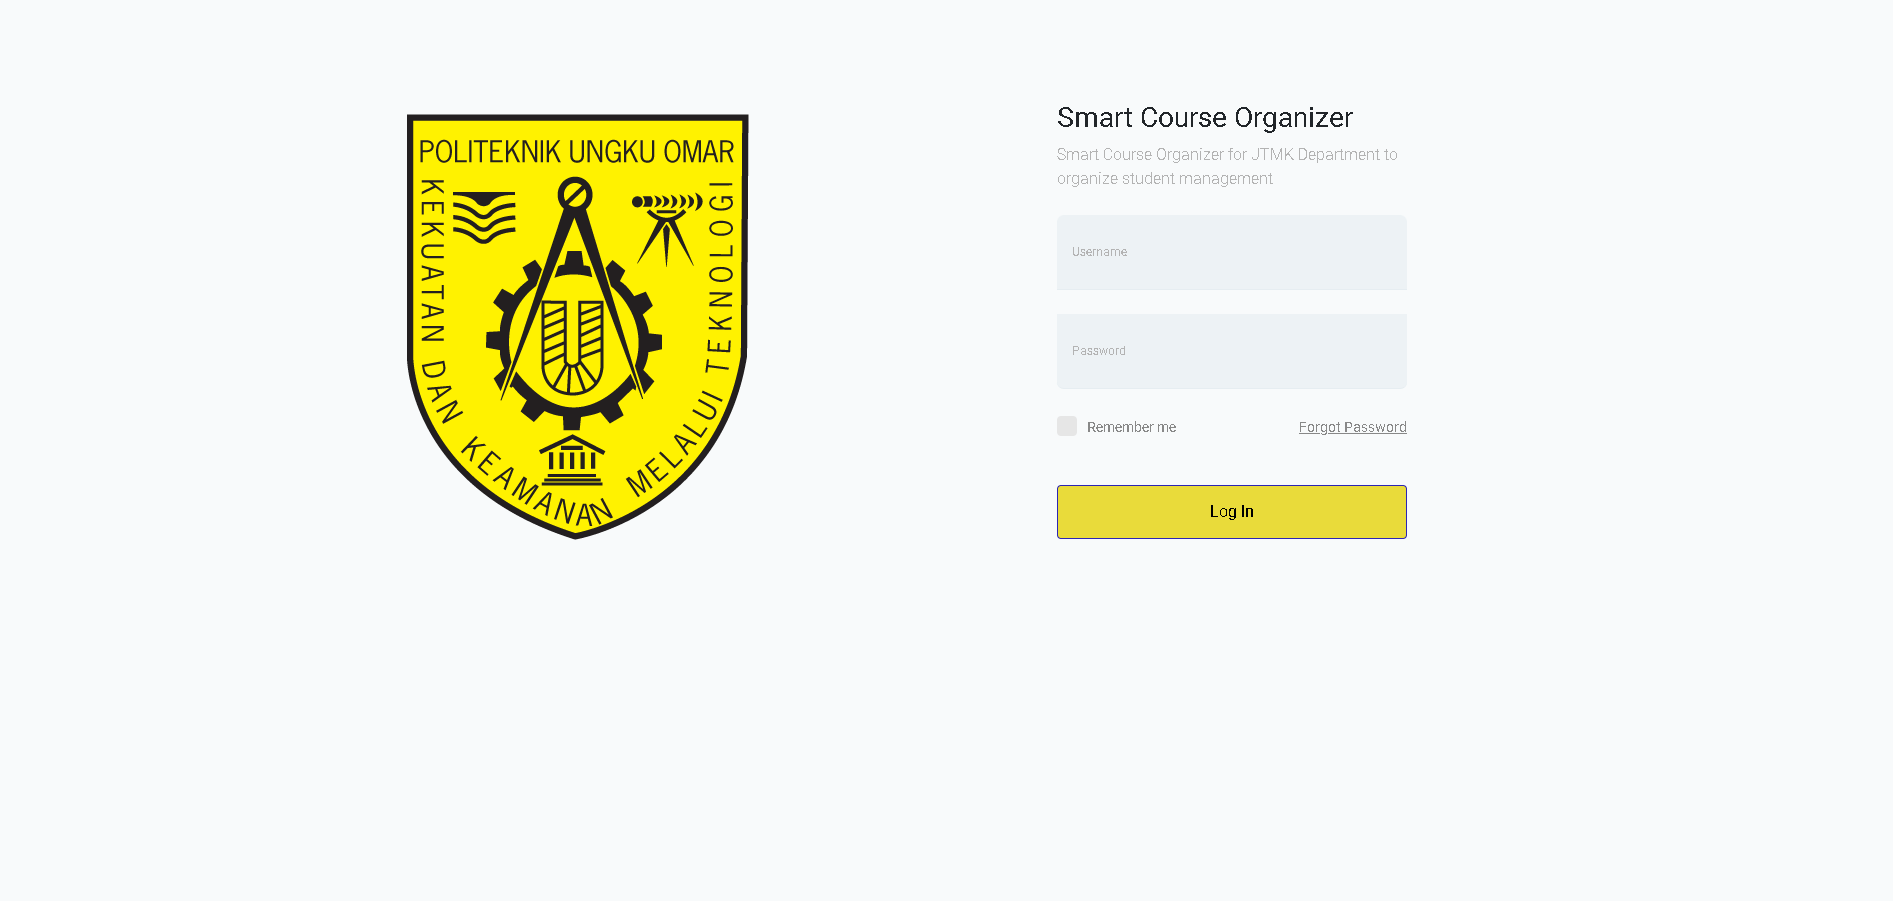 POLITEKNIK UNGKU OMAR
KEKUATAN DAN KEAMANAN MELALUI TEKNOLOGI
Smart Course Organizer
Smart Course Organizer for JTMK Department to
organize student management
Username
Password
Remember me
Forgot Password
Log In